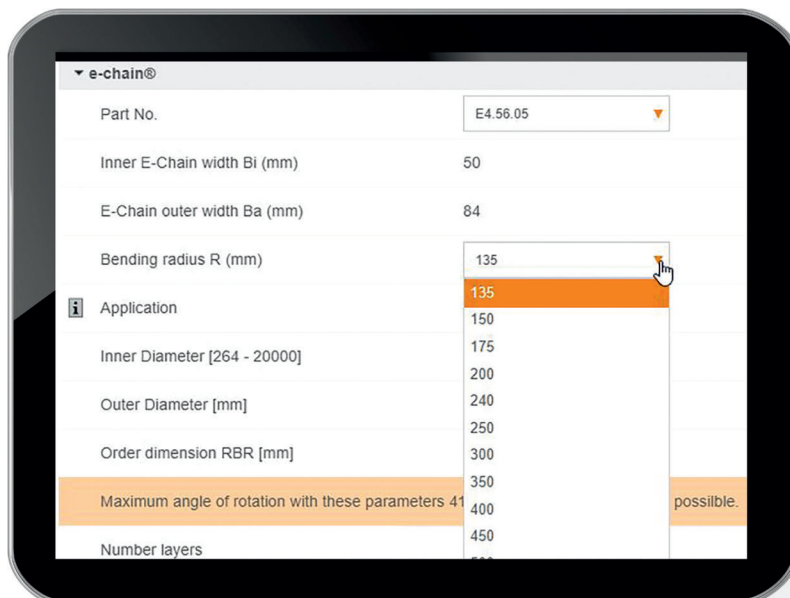 e-chain®
Part No. E4.56.05
Inner E-Chain width Bi (mm) 50
E-Chain outer width Ba (mm) 84
Bending radius R (mm) 135
135
i Application
150
175
Inner Diameter [264 - 20000]
200
Outer Diameter [mm] 240
250
Order dimension RBR [mm] 300
350
Maximum angle of rotation with these parameters 41 possilble.
400
450
Number layers